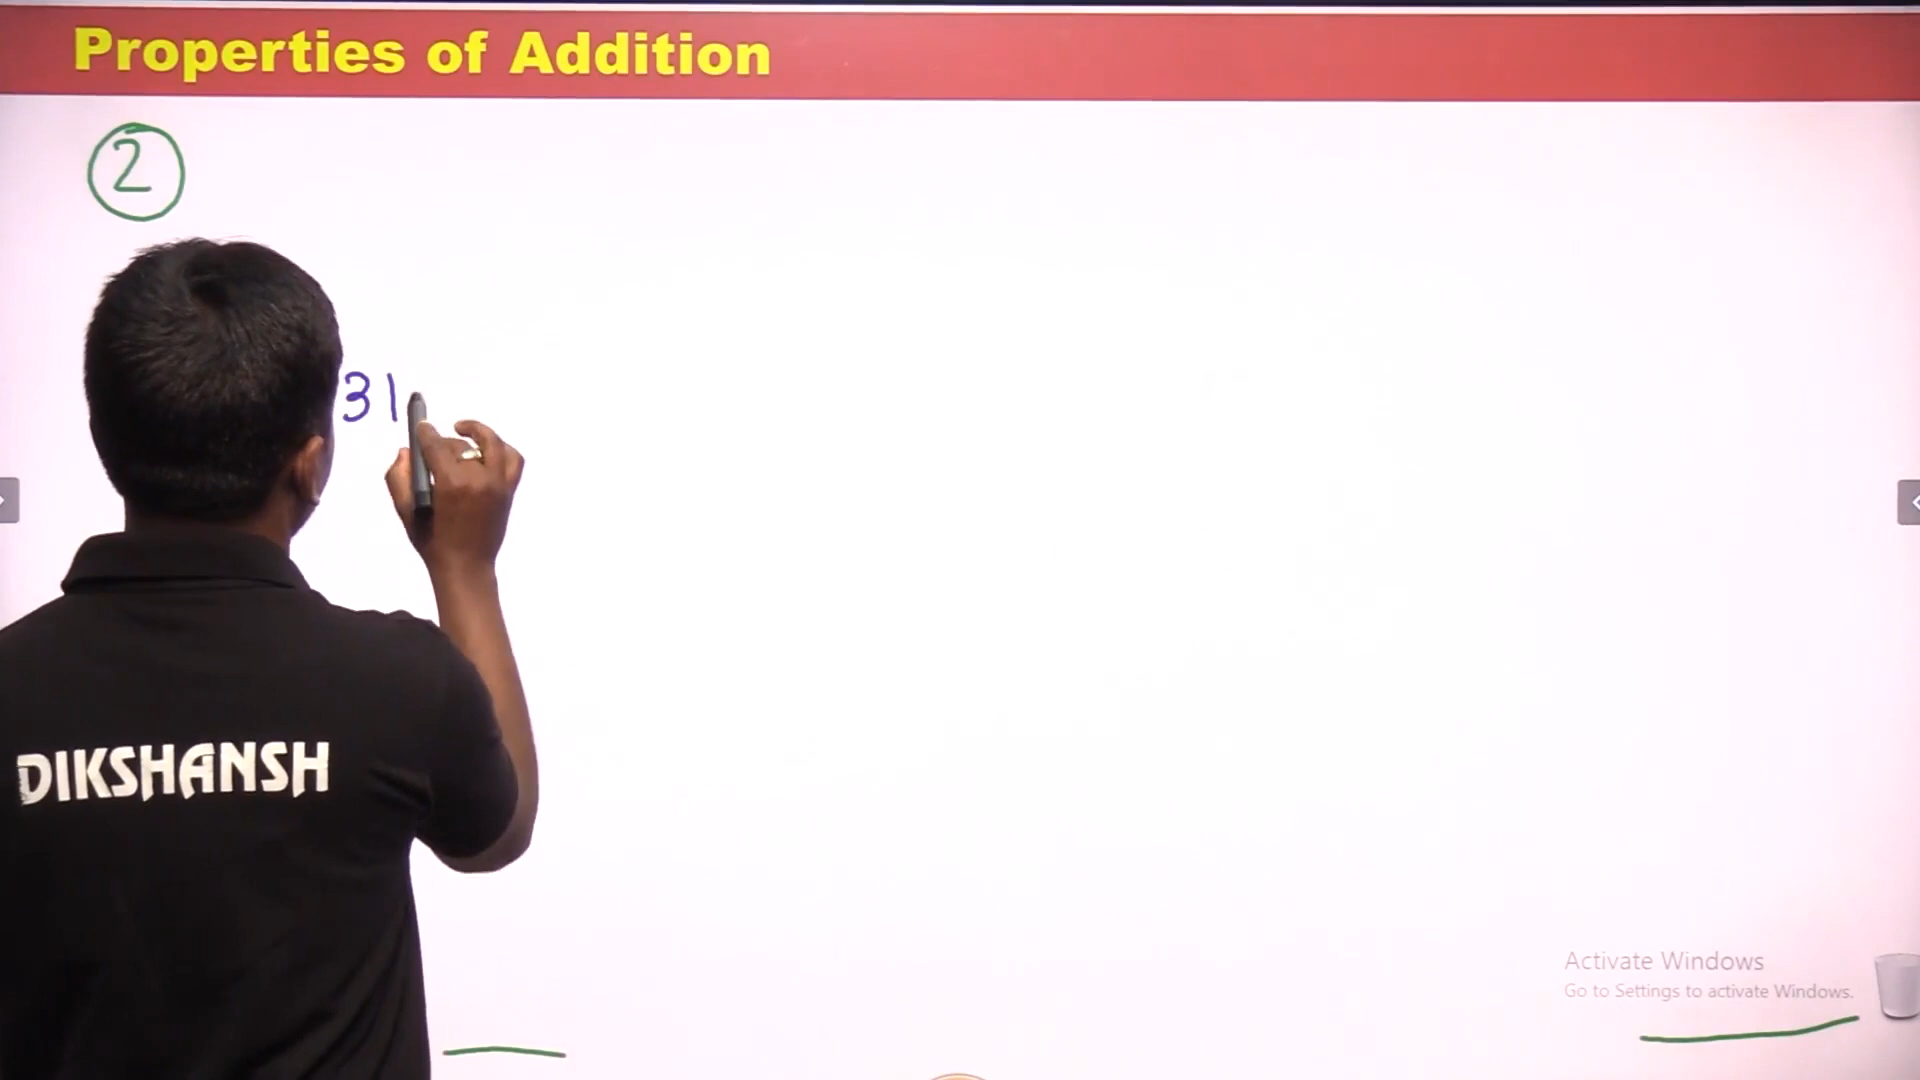 Properties of Addition
2
31
DIKSHANSH
Activate Windows
Go to Settings to activate Windows.